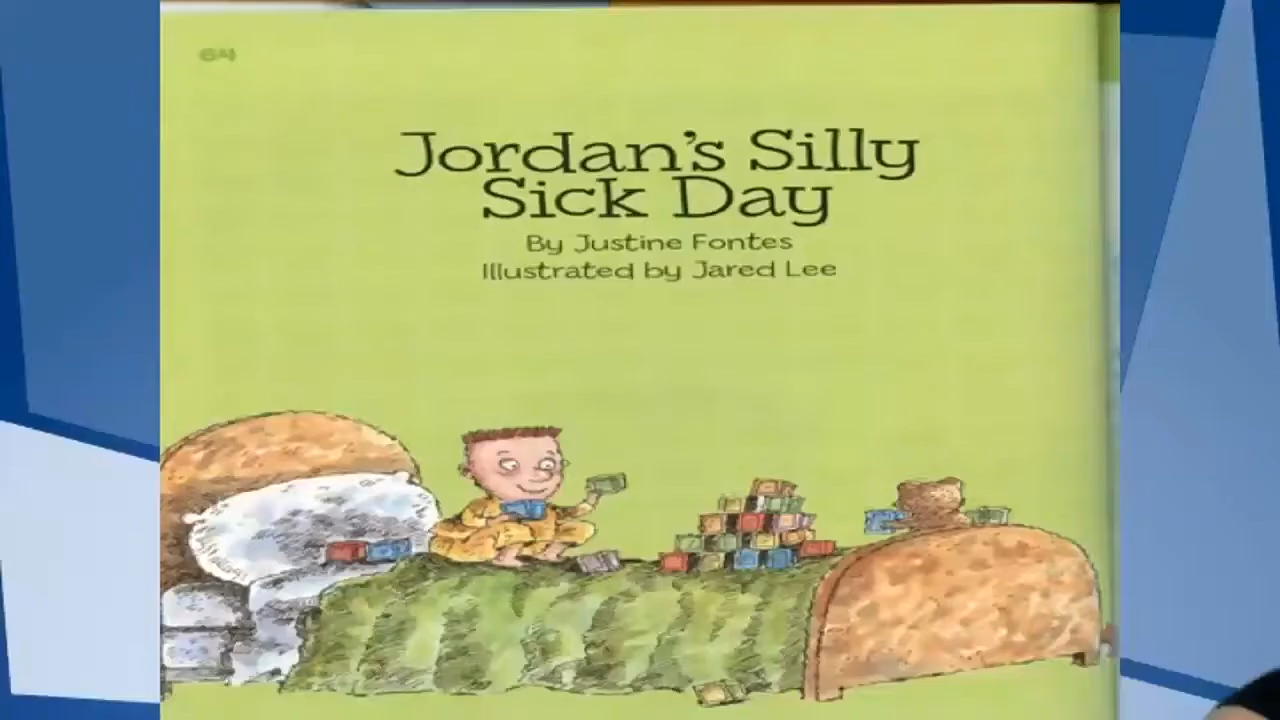 64
Jordan's Silly
Sick Day
By Justine Fontes
Illustrated by Jared Lee